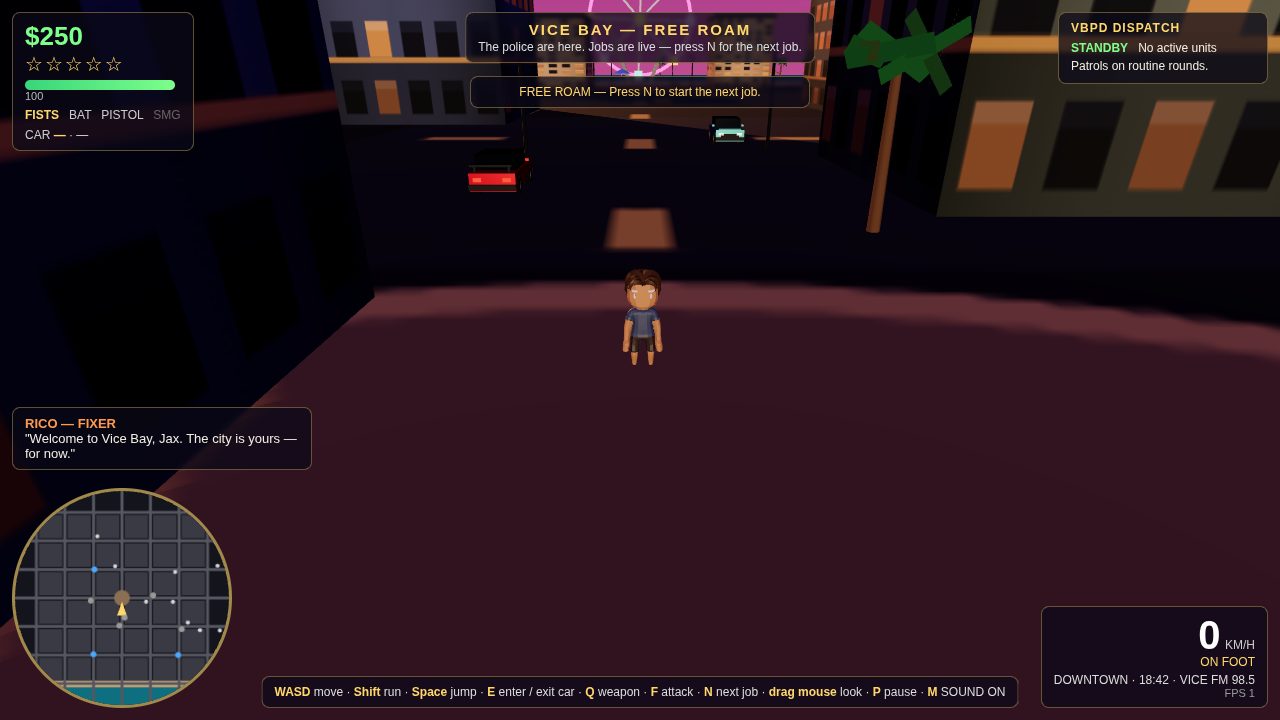 $250
☆☆☆☆☆
100
FISTS BAT PISTOL SMG
CAR — · —
VICE BAY — FREE ROAM
The police are here. Jobs are live — press N for the next job.
FREE ROAM — Press N to start the next job.
VBPD DISPATCH
STANDBY No active units
Patrols on routine rounds.
RICO — FIXER
"Welcome to Vice Bay, Jax. The city is yours —
for now."
WASD move · Shift run · Space jump · E enter / exit car · Q weapon · F attack · N next job · drag mouse look · P pause · M SOUND ON
0 KM/H
ON FOOT
DOWNTOWN · 18:42 · VICE FM 98.5
FPS 1